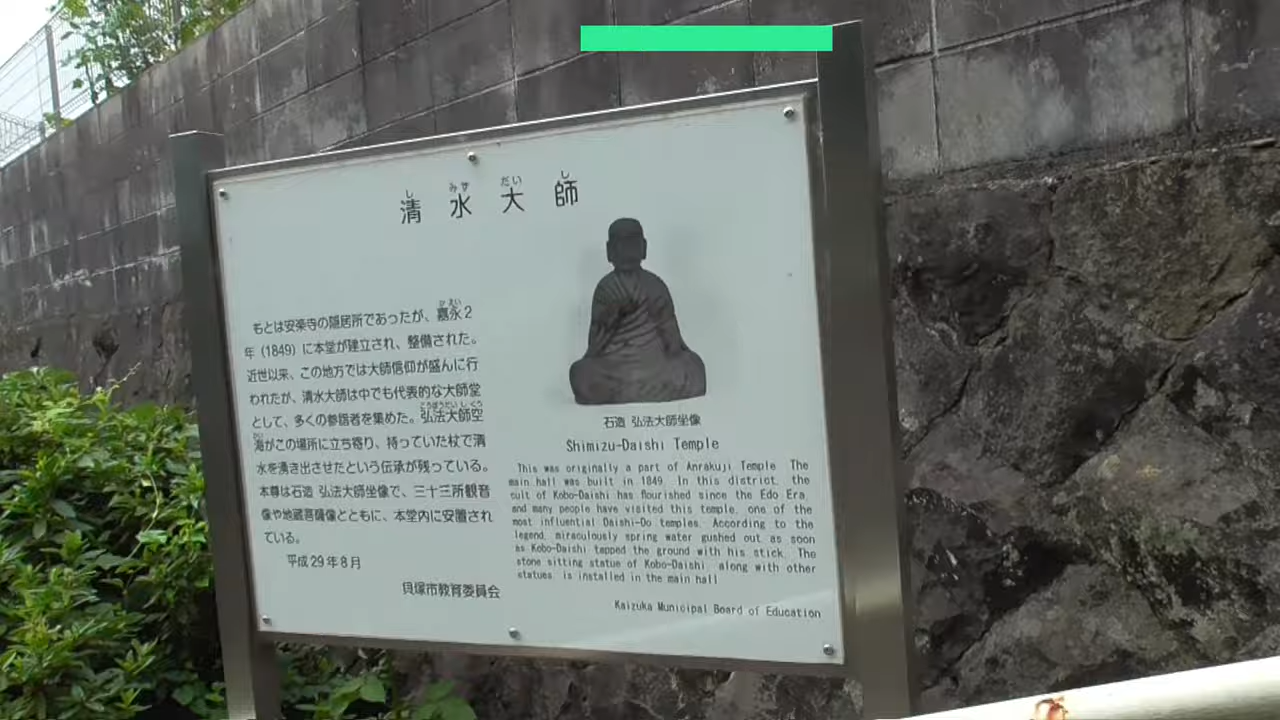 清水大師
もとは安楽寺の隠居所であったが、嘉永2
年(1849)に本堂が建立され、整備された。
近世以来、この地方では大師信仰が盛んに行
われたが、清水大師は中でも代表的な大師堂
として、多くの参詣者を集めた。弘法大師空
海がこの場所に立ち寄り、持っていた杖で清
水を湧き出させたという伝承が残っている。
本尊は石造 弘法大師坐像で、三十三所観音
像や地蔵菩薩像とともに、本堂内に安置され
ている。
平成29年8月
貝塚市教育委員会
石造 弘法大師坐像
Shimizu-Daishi Temple
This was originally a part of Anrakuji Temple. The
main hall was built in 1849. In this district, the
cult of Kobo-Daishi has flourished since the Edo Era,
and many people have visited this temple, one of the
most influential Daishi-Do temples. According to the
legend, miraculously spring water gushed out as soon
as Kobo-Daishi tapped the ground with his stick. The
stone sitting statue of Kobo-Daishi, along with other
statues, is installed in the main hall.
Kaizuka Municipal Board of Education